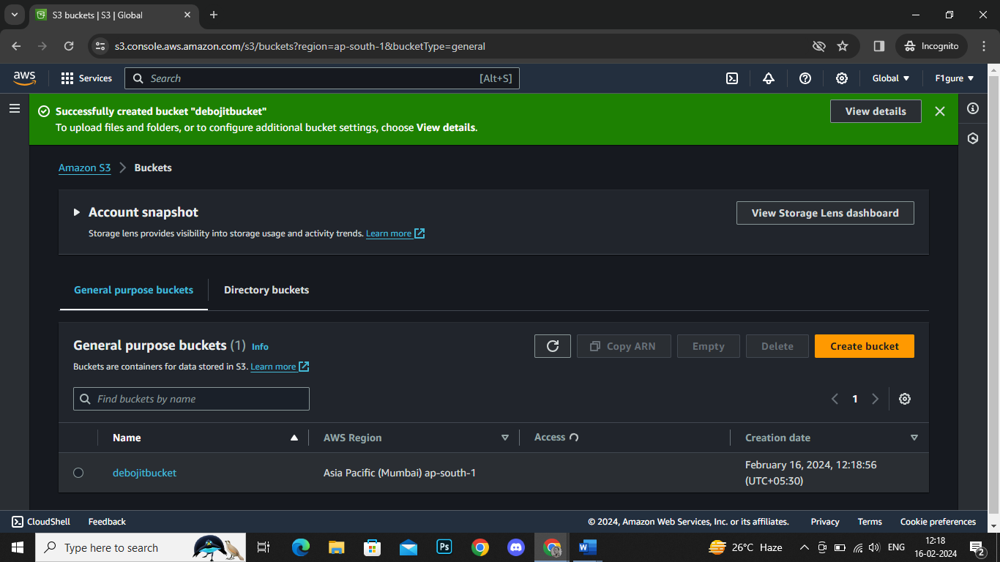 S3 buckets | S3 | Global
s3.console.aws.amazon.com/s3/buckets?region=ap-south-1&bucketType=general
Incognito
aws
Services
Search
[Alt+S]
Global
F1gure
Successfully created bucket "debojitbucket"
To upload files and folders, or to configure additional bucket settings, choose View details.
View details
Amazon S3
Buckets
Account snapshot
Storage lens provides visibility into storage usage and activity trends. Learn more
View Storage Lens dashboard
General purpose buckets
Directory buckets
General purpose buckets (1) Info
Buckets are containers for data stored in S3. Learn more
Copy ARN
Empty
Delete
Create bucket
Find buckets by name
1
Name
AWS Region
Access
Creation date
debojitbucket
Asia Pacific (Mumbai) ap-south-1
February 16, 2024, 12:18:56
(UTC+05:30)
CloudShell
Feedback
© 2024, Amazon Web Services, Inc. or its affiliates.
Privacy
Terms
Cookie preferences
Type here to search
Ps
W
26°C Haze
ENG
12:18
16-02-2024
2